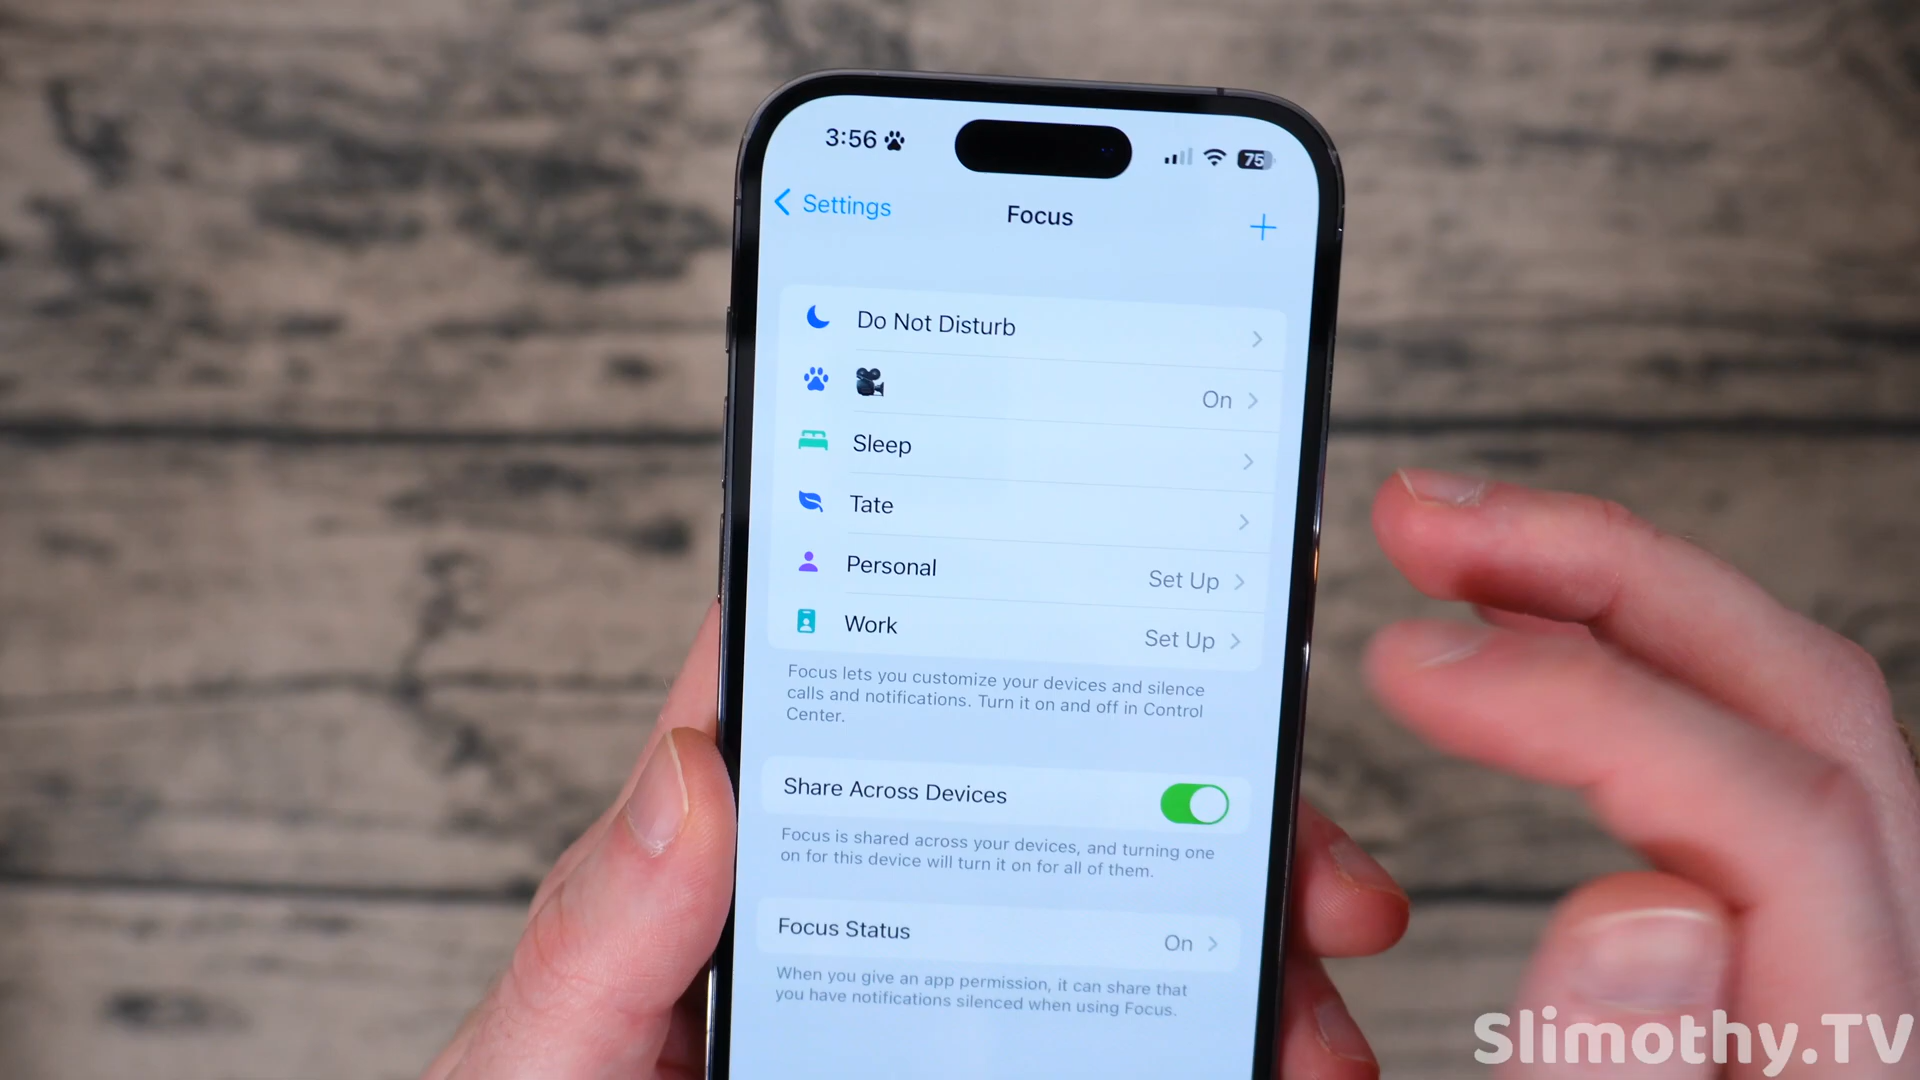 3:56
75
Settings
Focus
Do Not Disturb
On
Sleep
Tate
Personal
Set Up
Work
Set Up
Focus lets you customize your devices and silence
calls and notifications. Turn it on and off in Control
Center.
Share Across Devices
Focus is shared across your devices, and turning one
on for this device will turn it on for all of them.
Focus Status
On
When you give an app permission, it can share that
you have notifications silenced when using Focus.
Slimothy.TV